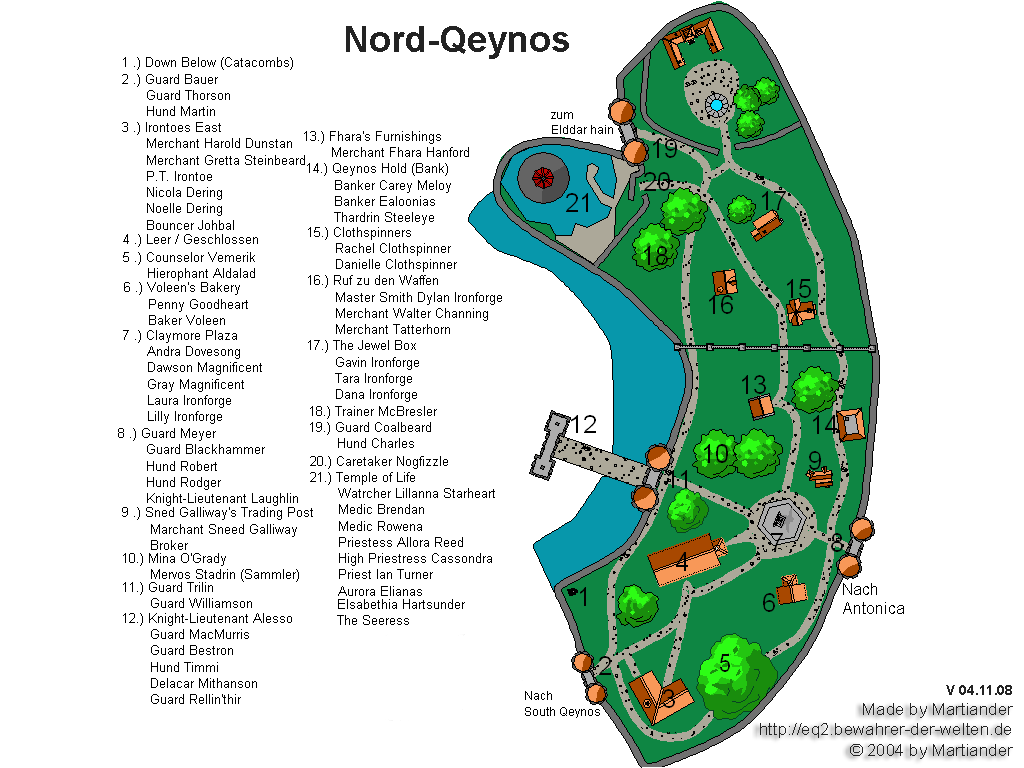 Nord-Qeynos
1 .) Down Below (Catacombs)
2 .) Guard Bauer
Guard Thorson
Hund Martin
3 .) Irontoes East
Merchant Harold Dunstan
Merchant Gretta Steinbeard
P.T. Irontoe
Nicola Dering
Noelle Dering
Bouncer Johbal
4 .) Leer / Geschlossen
5 .) Counselor Vemerik
Hierophant Aldalad
6 .) Voleen's Bakery
Penny Goodheart
Baker Voleen
7 .) Claymore Plaza
Andra Dovesong
Dawson Magnificent
Gray Magnificent
Laura Ironforge
Lilly Ironforge
8 .) Guard Meyer
Guard Blackhammer
Hund Robert
Hund Rodger
Knight-Lieutenant Laughlin
9 .) Sned Galliway's Trading Post
Marchant Sneed Galliway
Broker
10.) Mina O'Grady
Mervos Stadrin (Sammler)
11.) Guard Trilin
Guard Williamson
12.) Knight-Lieutenant Alesso
Guard MacMurris
Guard Bestron
Hund Timmi
Delacar Mithanson
Guard Rellin'thir
13.) Fhara's Furnishings
Merchant Fhara Hanford
14.) Qeynos Hold (Bank)
Banker Carey Meloy
Banker Ealoonias
Thardrin Steeleye
15.) Clothspinners
Rachel Clothspinner
Danielle Clothspinner
16.) Ruf zu den Waffen
Master Smith Dylan Ironforge
Merchant Walter Channing
Merchant Tatterhorn
17.) The Jewel Box
Gavin Ironforge
Tara Ironforge
Dana Ironforge
18.) Trainer McBresler
19.) Guard Coalbeard
Hund Charles
20.) Caretaker Nogfizzle
21.) Temple of Life
Watrcher Lillanna Starheart
Medic Brendan
Medic Rowena
Priestess Allora Reed
High Priestess Cassondra
Priest Ian Turner
Aurora Elianas
Elsabethia Hartsunder
The Seeress
zum
Elddar hain
19
20
21
17
18
16
15
13
12
14
10
9
11
7
8
4
Nach
Antonica
1
6
2
5
3
Nach
South Qeynos
V 04.11.08
Made by Martiander
http://eq2.bewahrer-der-welten.de
© 2004 by Martiander